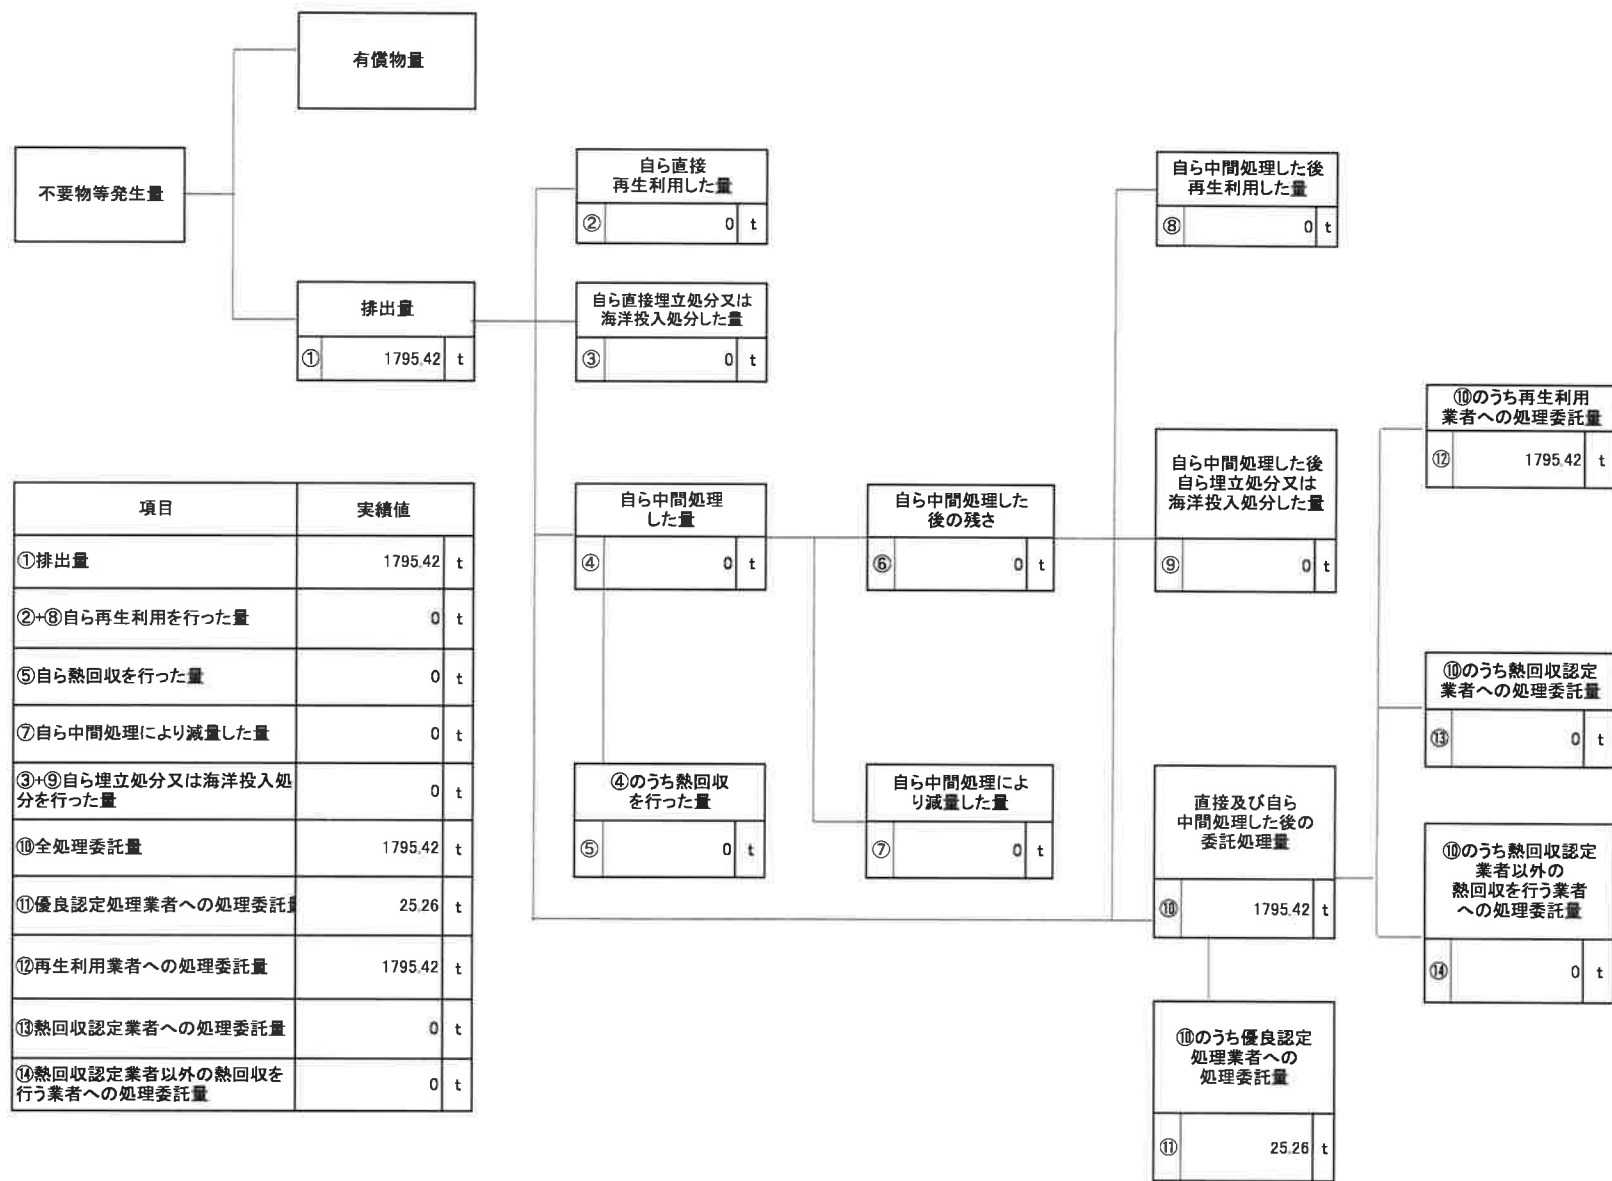 有償物量
不要物等発生量
排出量
① 1795.42 t
自ら直接
再生利用した量
② 0 t
自ら直接埋立処分又は
海洋投入処分した量
③ 0 t
自ら中間処理
した量
④ 0 t
④のうち熱回収
を行った量
⑤ 0 t
自ら中間処理した
後の残さ
⑥ 0 t
自ら中間処理によ
り減量した量
⑦ 0 t
自ら中間処理した後
再生利用した量
⑧ 0 t
自ら中間処理した後
自ら埋立処分又は
海洋投入処分した量
⑨ 0 t
直接及び自ら
中間処理した後の
委託処理量
⑩ 1795.42 t
⑩のうち優良認定
処理業者への
処理委託量
⑪ 25.26 t
⑩のうち再生利用
業者への処理委託量
⑫ 1795.42 t
⑩のうち熱回収認定
業者への処理委託量
⑬ 0 t
⑩のうち熱回収認定
業者以外の
熱回収を行う業者
への処理委託量
⑭ 0 t
項目 実績値
①排出量 1795.42 t
②+⑧自ら再生利用を行った量 0 t
⑤自ら熱回収を行った量 0 t
⑦自ら中間処理により減量した量 0 t
③+⑨自ら埋立処分又は海洋投入処
分を行った量 0 t
⑩全処理委託量 1795.42 t
⑪優良認定処理業者への処理委託量 25.26 t
⑫再生利用業者への処理委託量 1795.42 t
⑬熱回収認定業者への処理委託量 0 t
⑭熱回収認定業者以外の熱回収を
行う業者への処理委託量 0 t